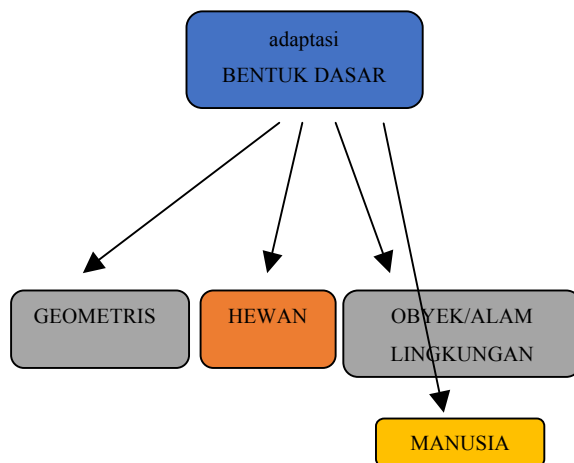 adaptasi
BENTUK DASAR
GEOMETRIS
HEWAN
OBYEK/ALAM
LINGKUNGAN
MANUSIA